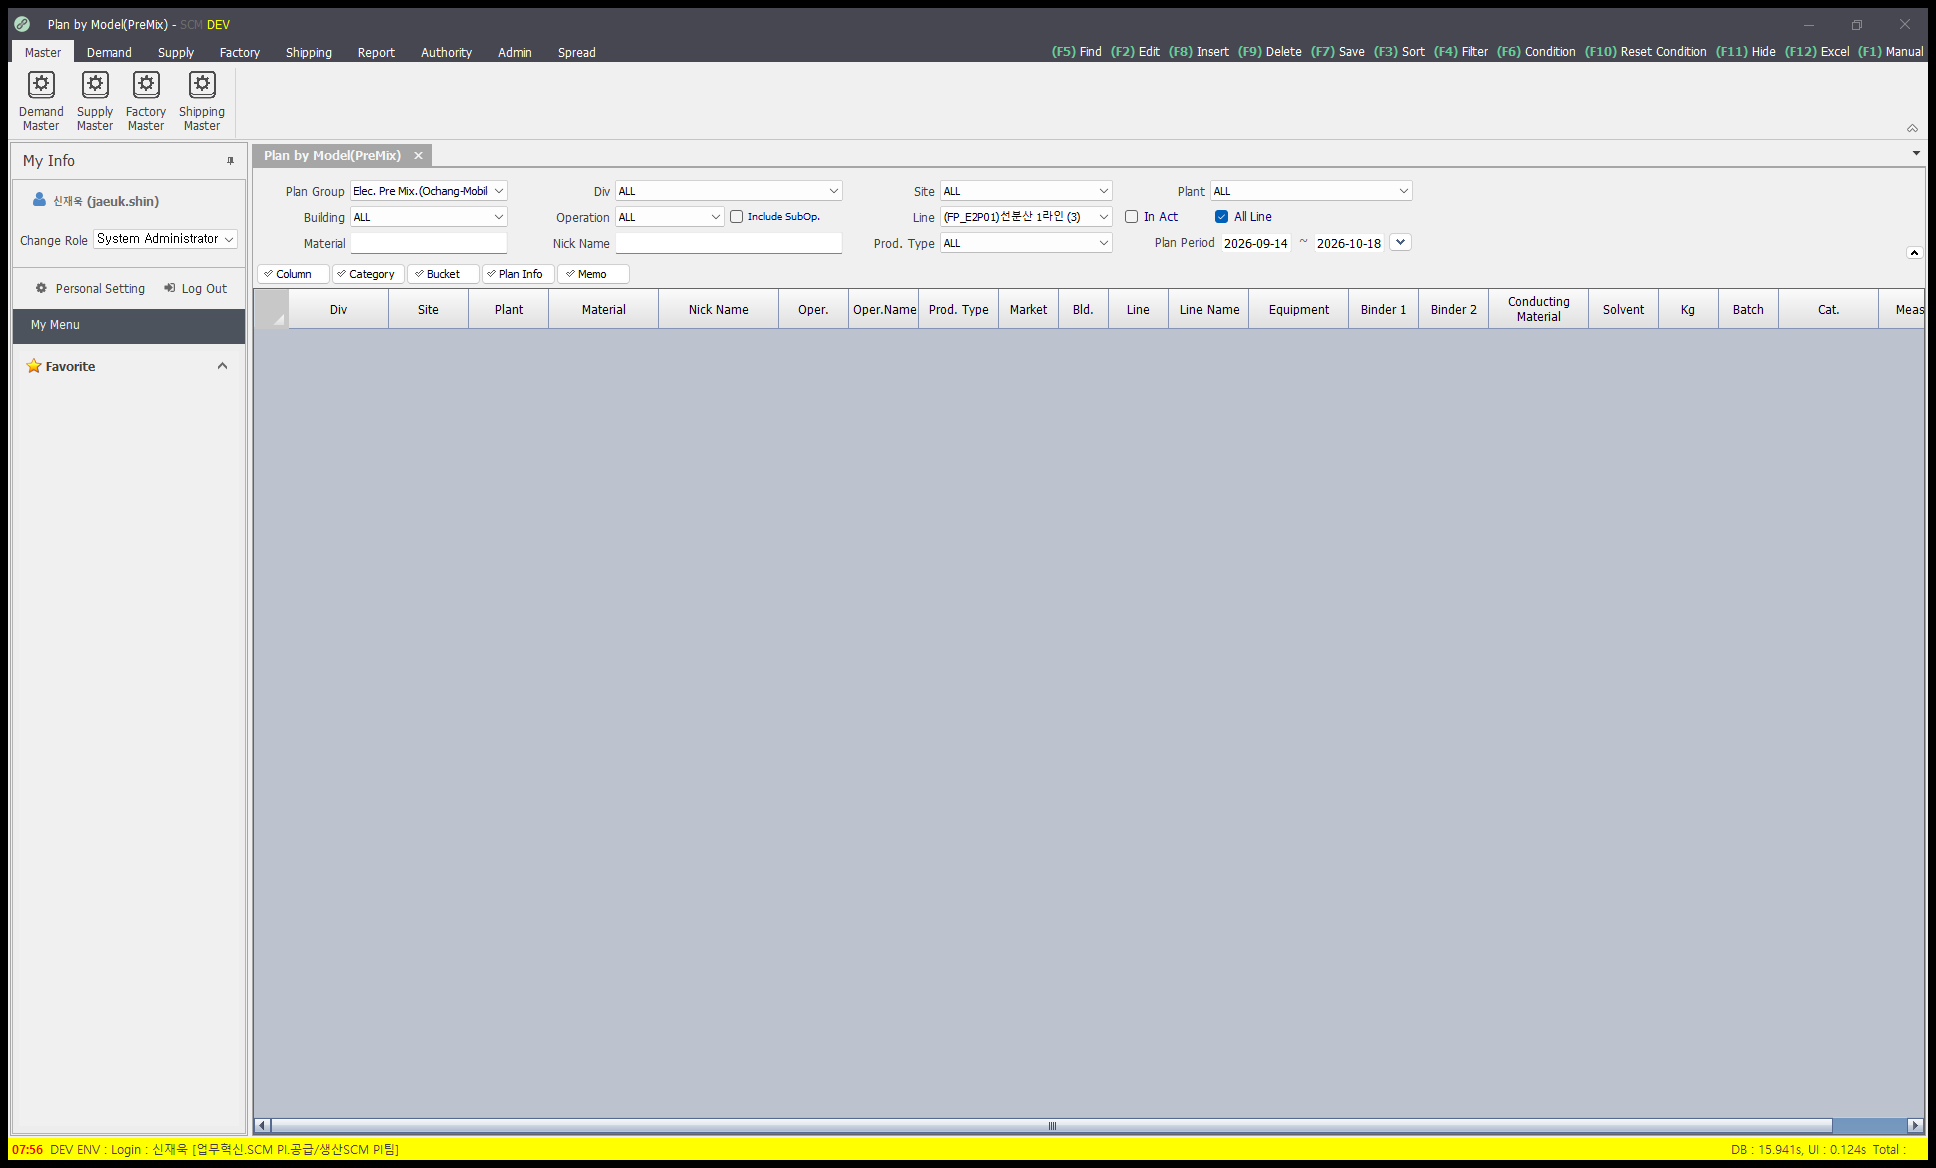 Plan by Model(PreMix) - SCM DEV
Master Demand Supply Factory Shipping Report Authority Admin Spread
(F5) Find (F2) Edit (F8) Insert (F9) Delete (F7) Save (F3) Sort (F4) Filter (F6) Condition (F10) Reset Condition (F11) Hide (F12) Excel (F1) Manual
Demand Master
Supply Master
Factory Master
Shipping Master
My Info
신재욱 (jaeuk.shin)
Change Role System Administrator
Personal Setting Log Out
My Menu
Favorite
Plan by Model(PreMix)
Plan Group Elec. Pre Mix.(Ochang-Mobil Div ALL Site ALL Plant ALL
Building ALL Operation ALL Include SubOp. Line (FP_E2P01)선분산 1라인 (3) In Act All Line
Material Nick Name Prod. Type ALL Plan Period 2026-09-14 ~ 2026-10-18
Column Category Bucket Plan Info Memo
Div Site Plant Material Nick Name Oper. Oper.Name Prod. Type Market Bld. Line Line Name Equipment Binder 1 Binder 2 Conducting Material Solvent Kg Batch Cat. Meas
07:56 DEV ENV : Login : 신재욱 [업무혁신.SCM PI.공급/생산SCM PI팀]
DB : 15.941s, UI : 0.124s Total :